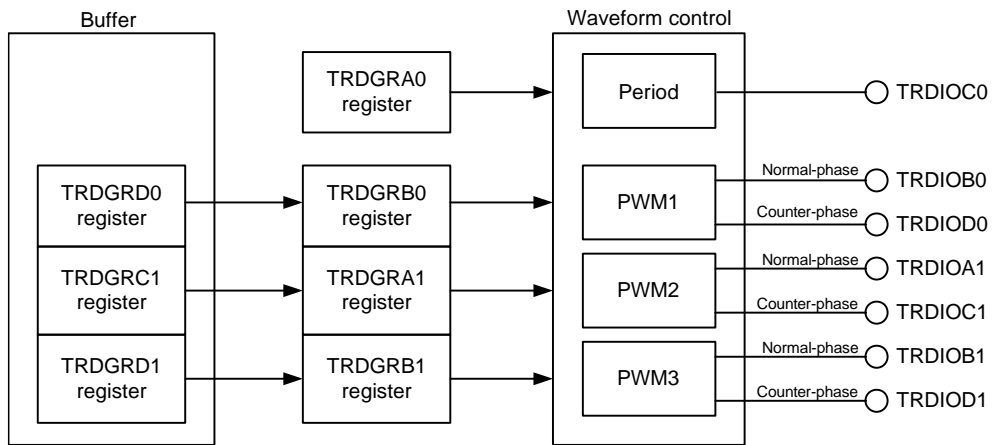 Buffer
Waveform control
TRDGRA0
register
Period
TRDIOC0
TRDGRD0
register
TRDGRB0
register
PWM1
Normal-phase
TRDIOB0
Counter-phase
TRDIOD0
TRDGRC1
register
TRDGRA1
register
PWM2
Normal-phase
TRDIOA1
Counter-phase
TRDIOC1
TRDGRD1
register
TRDGRB1
register
PWM3
Normal-phase
TRDIOB1
Counter-phase
TRDIOD1